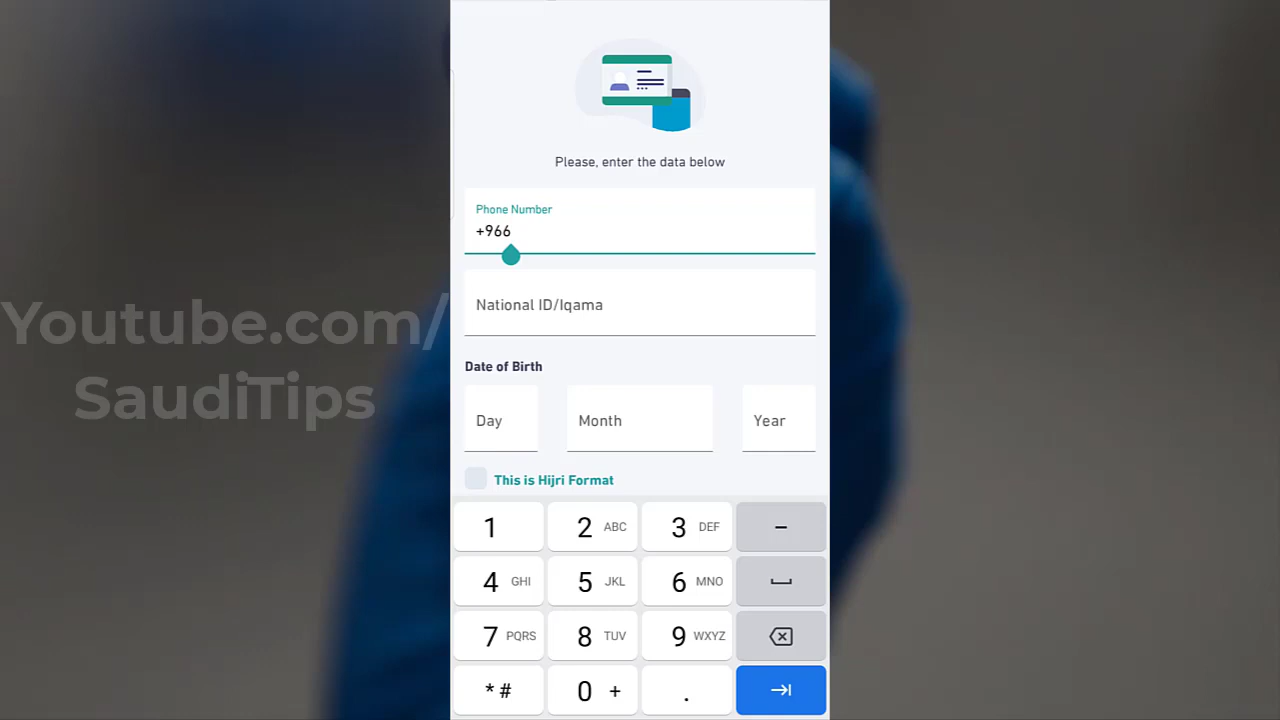 Please, enter the data below
Phone Number
+966
National ID/Iqama
Date of Birth
Day Month Year
This is Hijri Format
Youtube.com/
SaudiTips
1 2 ABC 3 DEF -
4 GHI 5 JKL 6 MNO
7 PQRS 8 TUV 9 WXYZ
* # 0 + .